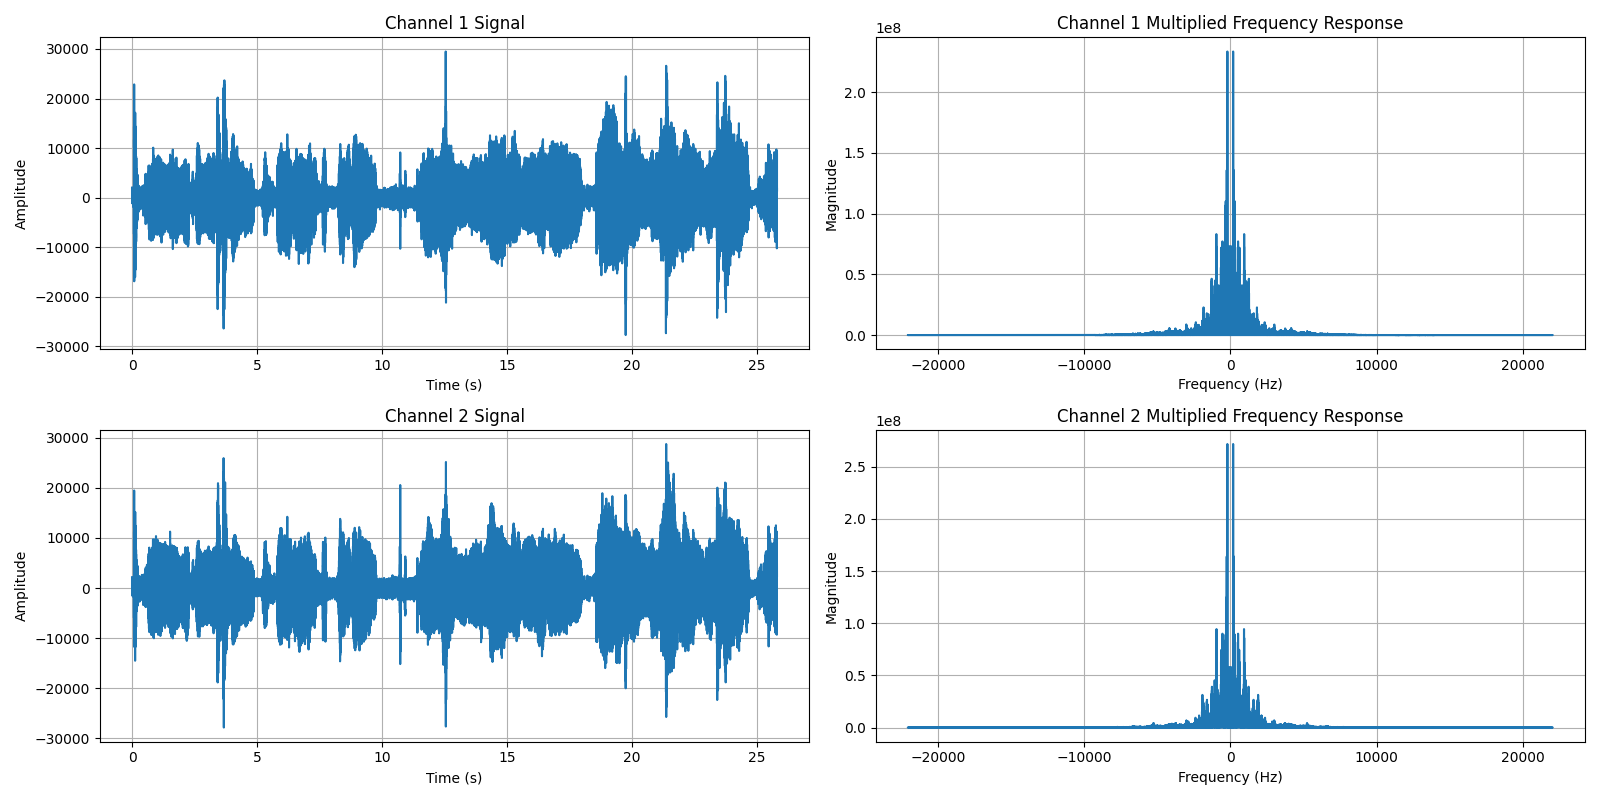 Channel 1 Signal
30000
20000
10000
0
−10000
−20000
−30000
Amplitude
0 5 10 15 20 25
Time (s)
Channel 1 Multiplied Frequency Response
1e8
2.0
1.5
1.0
0.5
0.0
Magnitude
−20000 −10000 0 10000 20000
Frequency (Hz)
Channel 2 Signal
30000
20000
10000
0
−10000
−20000
−30000
Amplitude
0 5 10 15 20 25
Time (s)
Channel 2 Multiplied Frequency Response
1e8
2.5
2.0
1.5
1.0
0.5
0.0
Magnitude
−20000 −10000 0 10000 20000
Frequency (Hz)